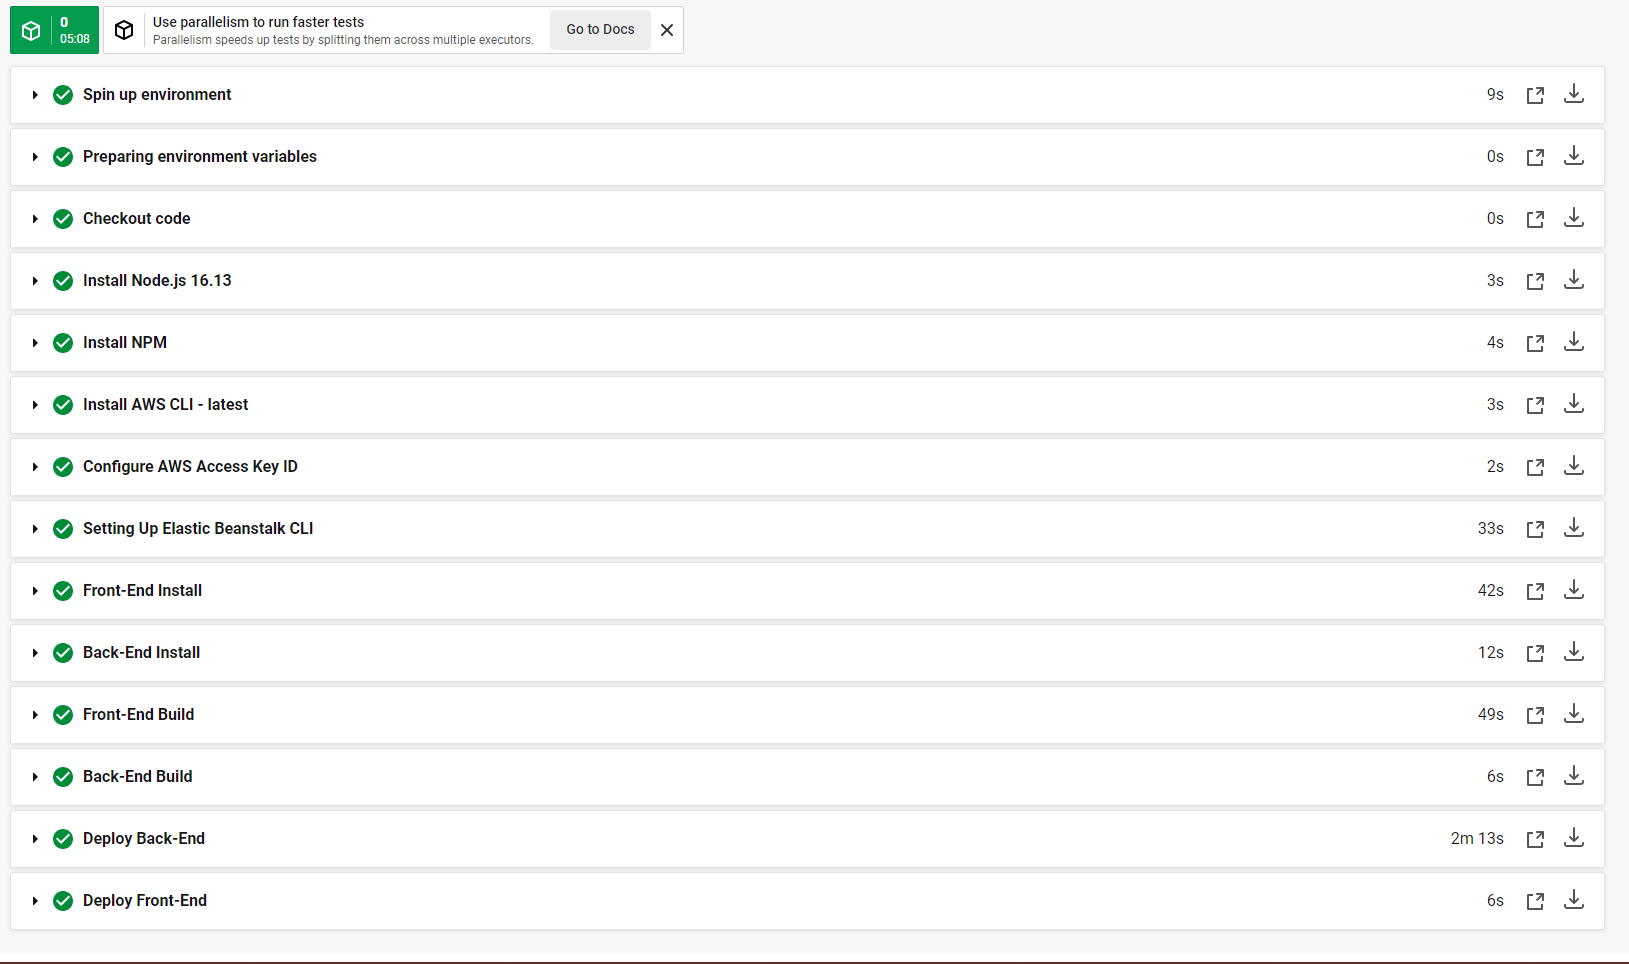 0
05:08
Use parallelism to run faster tests
Parallelism speeds up tests by splitting them across multiple executors.
Go to Docs
Spin up environment 9s
Preparing environment variables 0s
Checkout code 0s
Install Node.js 16.13 3s
Install NPM 4s
Install AWS CLI - latest 3s
Configure AWS Access Key ID 2s
Setting Up Elastic Beanstalk CLI 33s
Front-End Install 42s
Back-End Install 12s
Front-End Build 49s
Back-End Build 6s
Deploy Back-End 2m 13s
Deploy Front-End 6s